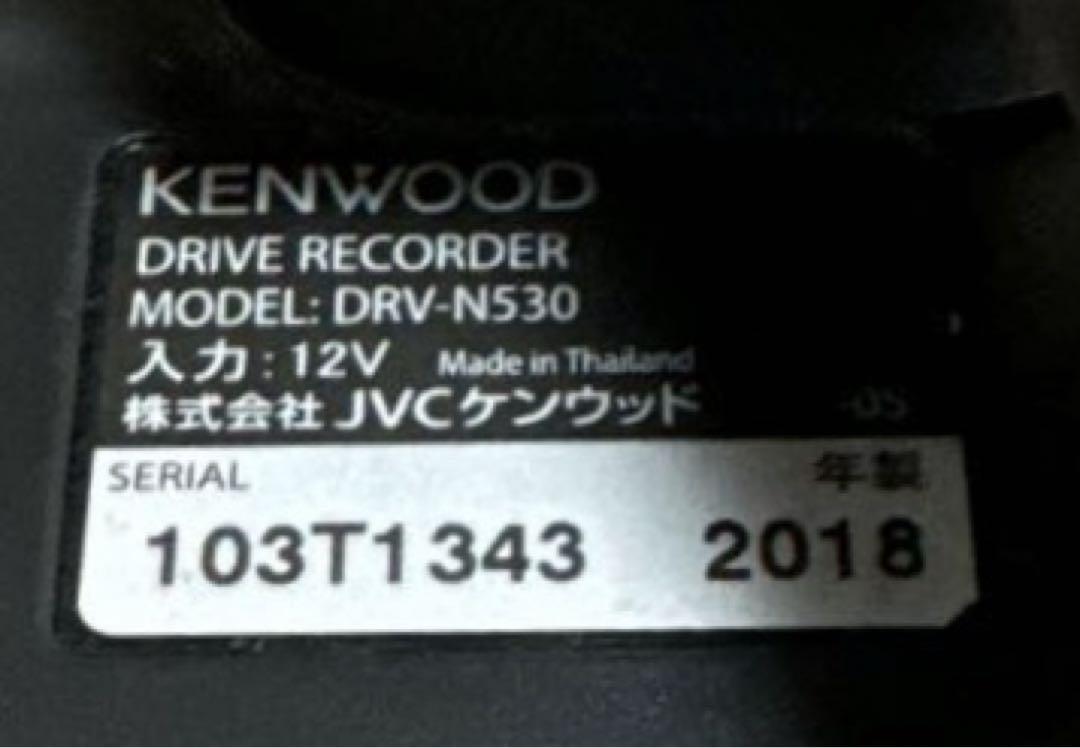 KENWOOD
DRIVE RECORDER
MODEL: DRV-N530
入力:12V Made in Thailand
株式会社 JVCケンウッド
SERIAL 年製
103T1343 2018